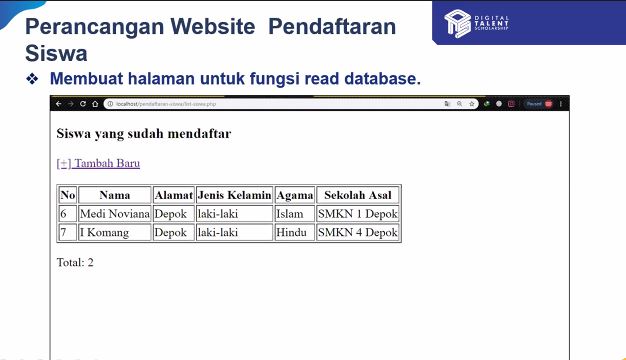 Perancangan Website Pendaftaran
Siswa
DIGITAL
TALENT
SCHOLARSHIP
❖ Membuat halaman untuk fungsi read database.
localhost/pendaftaran-siswa/list-siswa.php
Paused
Siswa yang sudah mendaftar
[+] Tambah Baru
No Nama Alamat Jenis Kelamin Agama Sekolah Asal
6 Medi Noviana Depok laki-laki Islam SMKN 1 Depok
7 I Komang Depok laki-laki Hindu SMKN 4 Depok
Total: 2